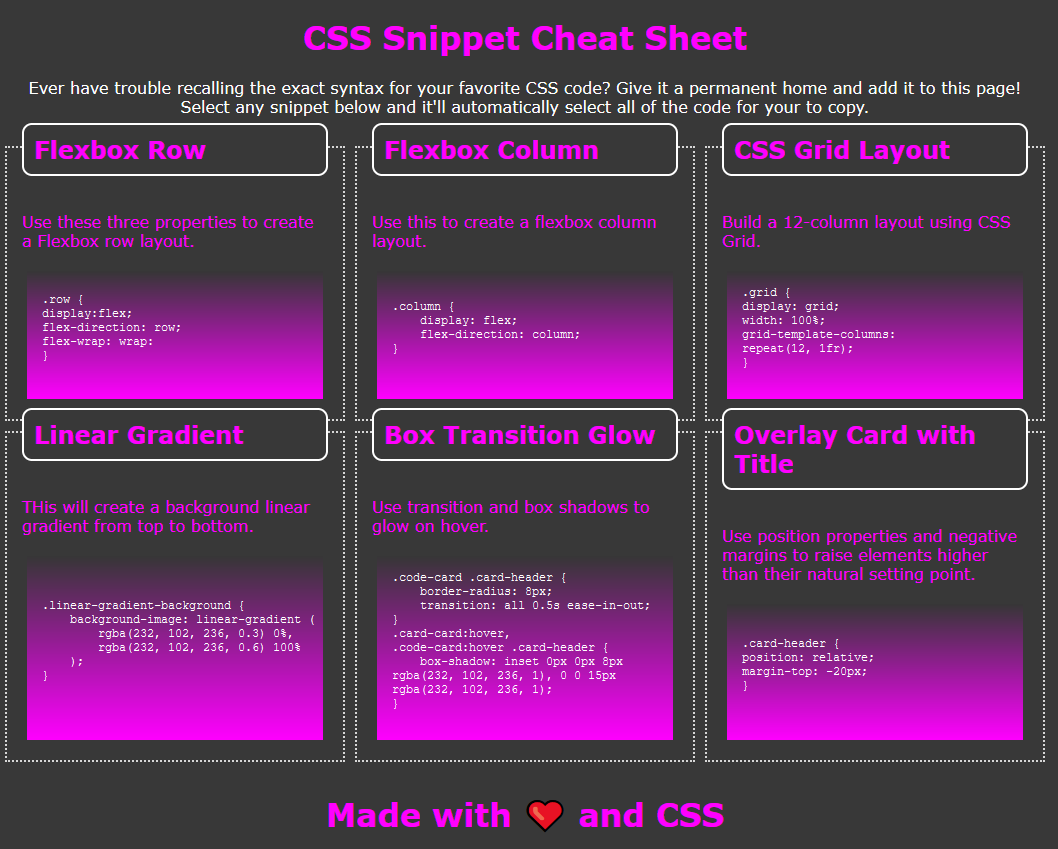 CSS Snippet Cheat Sheet
Ever have trouble recalling the exact syntax for your favorite CSS code? Give it a permanent home and add it to this page!
Select any snippet below and it'll automatically select all of the code for your to copy.
Flexbox Row
Use these three properties to create
a Flexbox row layout.
.row {
display:flex;
flex-direction: row;
flex-wrap: wrap:
}
Flexbox Column
Use this to create a flexbox column
layout.
.column {
    display: flex;
    flex-direction: column;
}
CSS Grid Layout
Build a 12-column layout using CSS
Grid.
.grid {
display: grid;
width: 100%;
grid-template-columns:
repeat(12, 1fr);
}
Linear Gradient
THis will create a background linear
gradient from top to bottom.
.linear-gradient-background {
    background-image: linear-gradient (
        rgba(232, 102, 236, 0.3) 0%,
        rgba(232, 102, 236, 0.6) 100%
    );
}
Box Transition Glow
Use transition and box shadows to
glow on hover.
.code-card .card-header {
    border-radius: 8px;
    transition: all 0.5s ease-in-out;
}
.card-card:hover,
.code-card:hover .card-header {
    box-shadow: inset 0px 0px 8px
rgba(232, 102, 236, 1), 0 0 15px
rgba(232, 102, 236, 1);
}
Overlay Card with
Title
Use position properties and negative
margins to raise elements higher
than their natural setting point.
.card-header {
position: relative;
margin-top: -20px;
}
Made with ❤️ and CSS